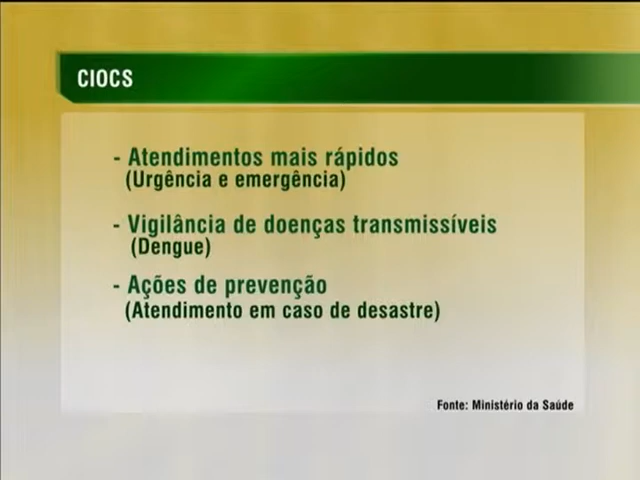 CIOCS
- Atendimentos mais rápidos
(Urgência e emergência)
- Vigilância de doenças transmissíveis
(Dengue)
- Ações de prevenção
(Atendimento em caso de desastre)
Fonte: Ministério da Saúde